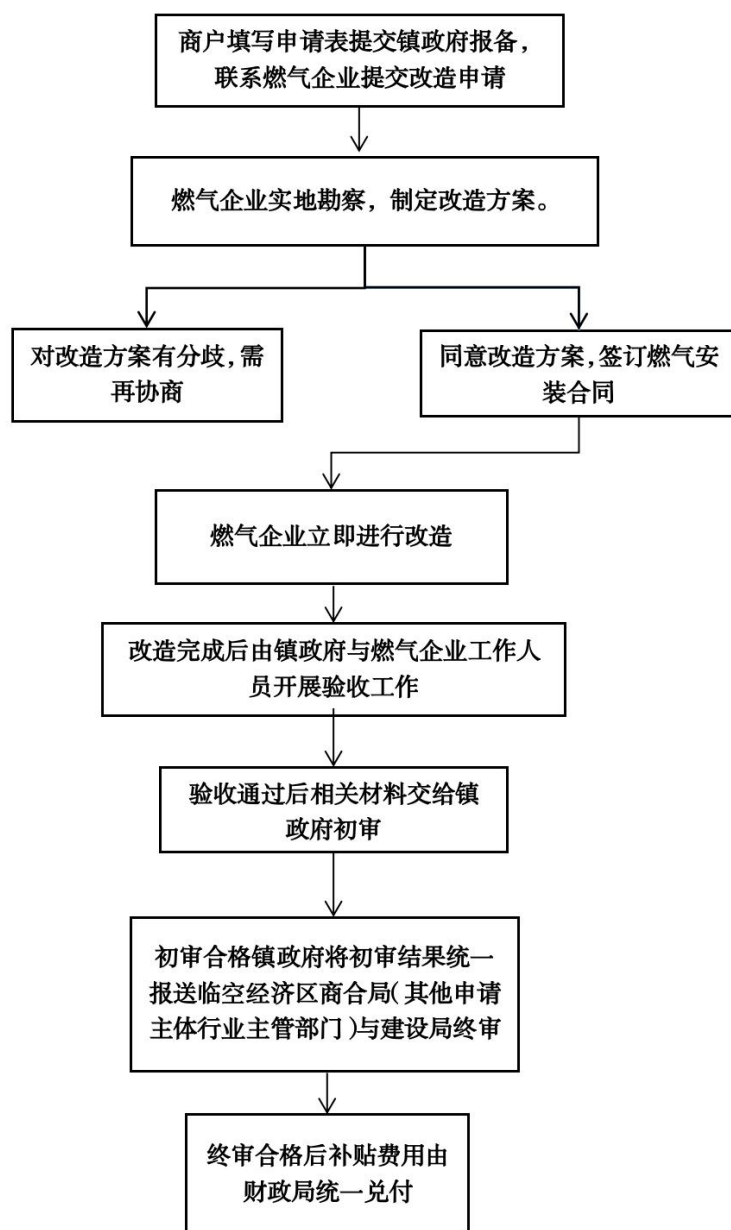 商户填写申请表提交镇政府报备，
联系燃气企业提交改造申请
燃气企业实地勘察，制定改造方案。
对改造方案有分歧，需
再协商
同意改造方案，签订燃气安
装合同
燃气企业立即进行改造
改造完成后由镇政府与燃气企业工作人
员开展验收工作
验收通过后相关材料交给镇
政府初审
初审合格镇政府将初审结果统一
报送临空经济区商合局（其他申请
主体行业主管部门）与建设局终审
终审合格后补贴费用由
财政局统一兑付